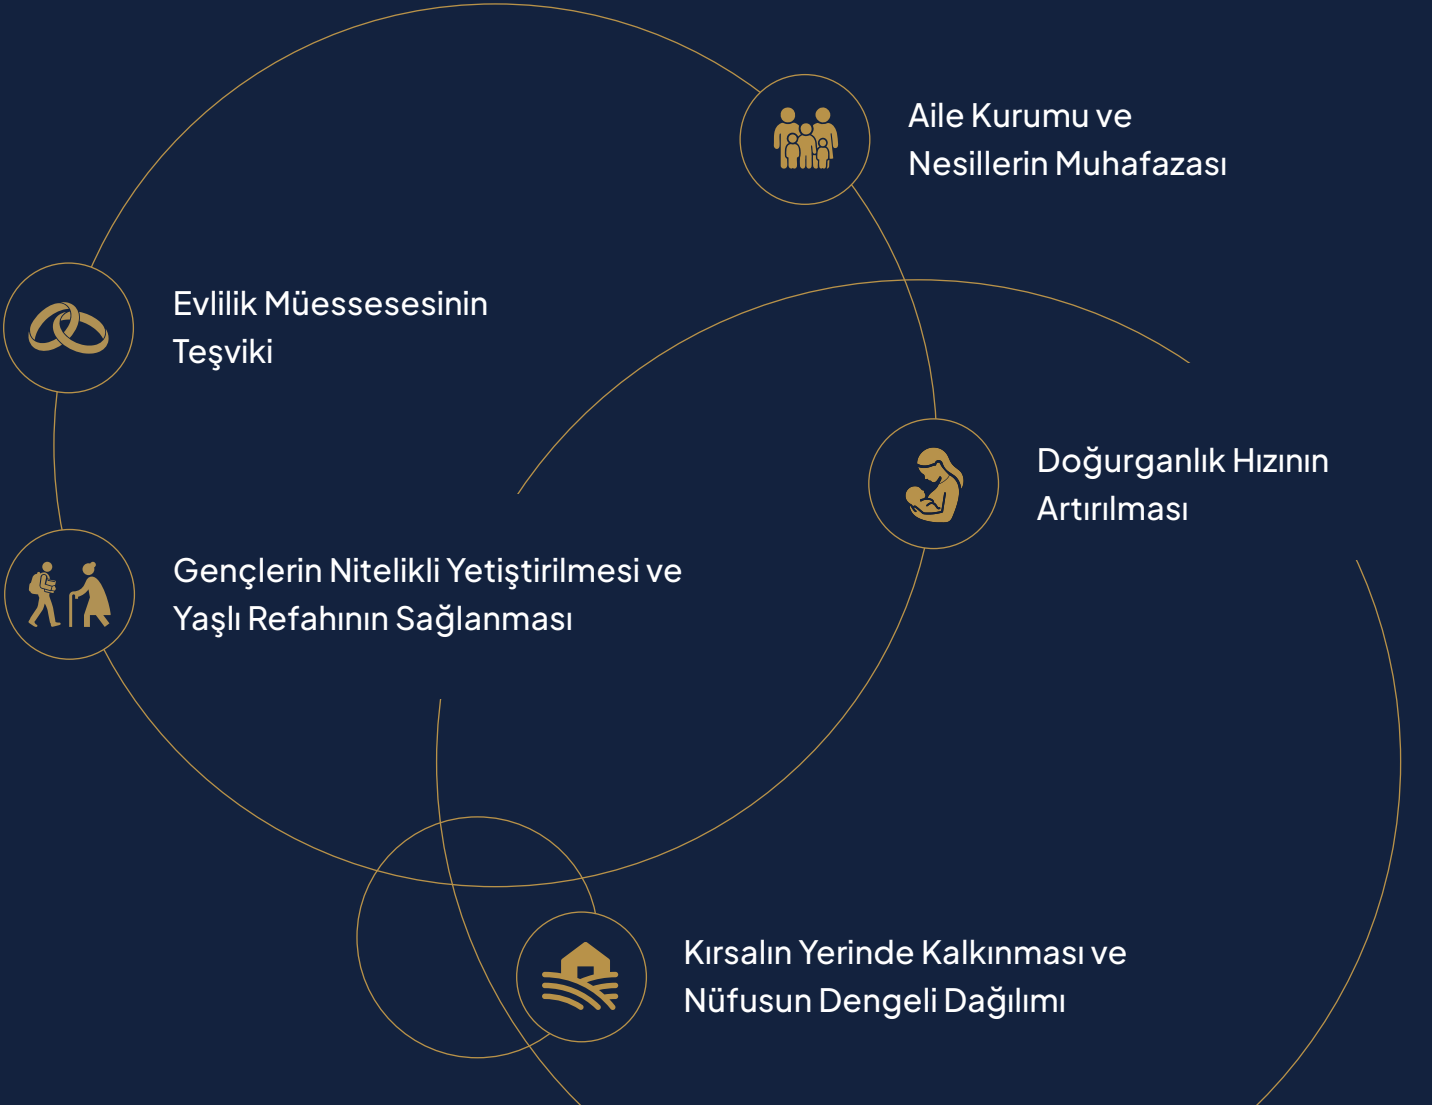 Aile Kurumu ve
Nesillerin Muhafazası
Evlilik Müessesesinin
Teşviki
Doğurganlık Hızının
Artırılması
Gençlerin Nitelikli Yetiştirilmesi ve
Yaşlı Refahının Sağlanması
Kırsalın Yerinde Kalkınması ve
Nüfusun Dengeli Dağılımı